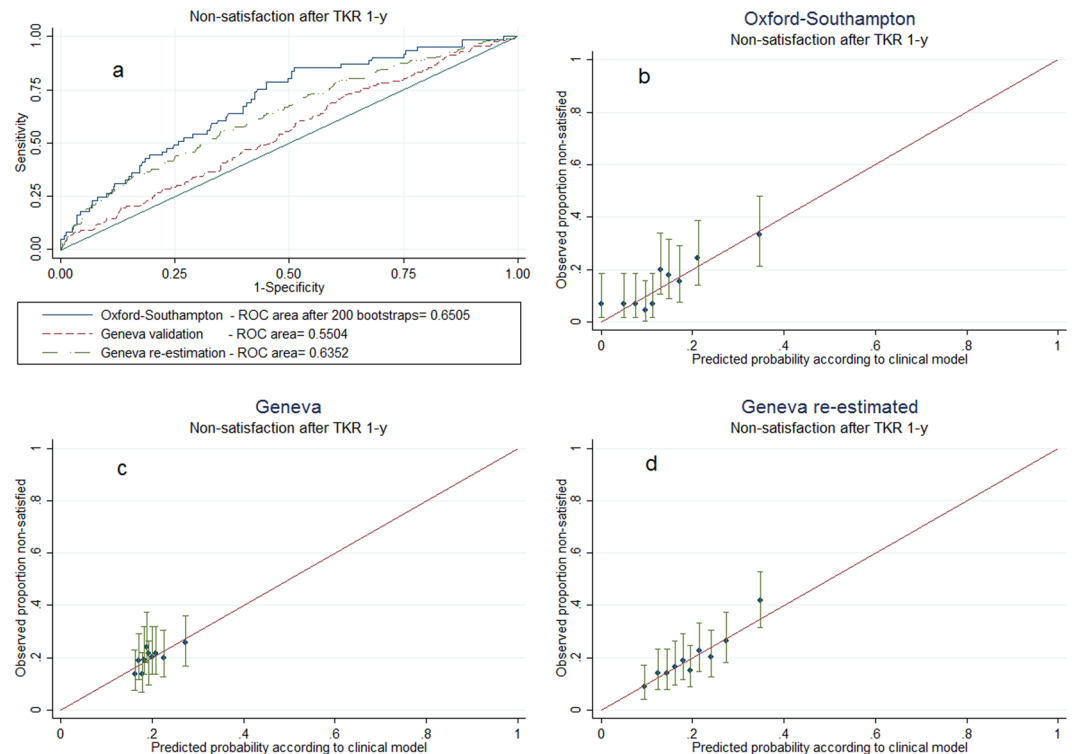 Non-satisfaction after TKR 1-y
a
1.00
0.75
0.50
0.25
0.00
Sensitivity
0.00 0.25 0.50 0.75 1.00
1-Specificity
Oxford-Southampton - ROC area after 200 bootstraps= 0.6505
Geneva validation - ROC area= 0.5504
Geneva re-estimation - ROC area= 0.6352
Oxford-Southampton
Non-satisfaction after TKR 1-y
b
1
.8
.6
.4
.2
0
Observed proportion non-satisfied
0 .2 .4 .6 .8 1
Predicted probability according to clinical model
Geneva
Non-satisfaction after TKR 1-y
c
1
.8
.6
.4
.2
0
Observed proportion non-satisfied
0 .2 .4 .6 .8 1
Predicted probability according to clinical model
Geneva re-estimated
Non-satisfaction after TKR 1-y
d
1
.8
.6
.4
.2
0
Observed proportion non-satisfied
0 .2 .4 .6 .8 1
Predicted probability according to clinical model